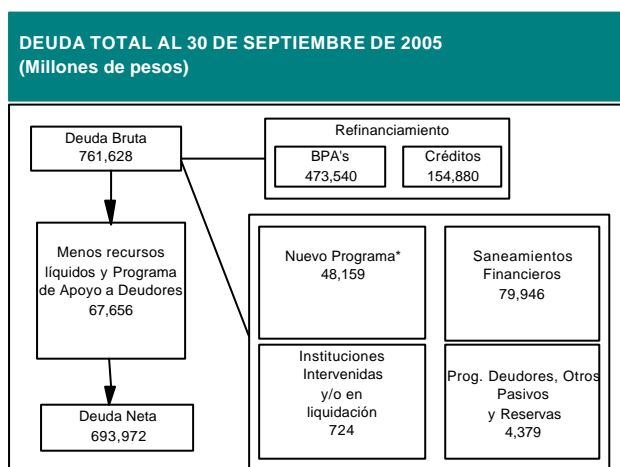 DEUDA TOTAL AL 30 DE SEPTIEMBRE DE 2005
(Millones de pesos)
Deuda Bruta
761,628
Refinanciamiento
BPA's
473,540
Créditos
154,880
Menos recursos
líquidos y Programa
de Apoyo a Deudores
67,656
Nuevo Programa*
48,159
Saneamientos
Financieros
79,946
Instituciones
Intervenidas
y/o en
liquidación
724
Prog. Deudores, Otros
Pasivos
y Reservas
4,379
Deuda Neta
693,972